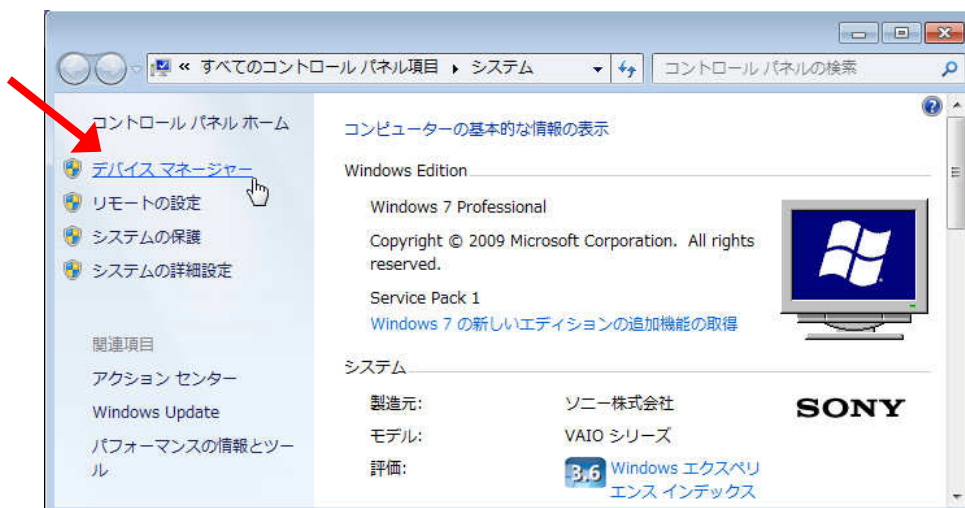 « すべてのコントロール パネル項目 ▸ システム
コントロール パネルの検索
コントロール パネル ホーム
デバイス マネージャー
リモートの設定
システムの保護
システムの詳細設定
関連項目
アクション センター
Windows Update
パフォーマンスの情報とツー
ル
コンピューターの基本的な情報の表示
Windows Edition
Windows 7 Professional
Copyright © 2009 Microsoft Corporation. All rights
reserved.
Service Pack 1
Windows 7 の新しいエディションの追加機能の取得
システム
製造元: ソニー株式会社
SONY
モデル: VAIO シリーズ
評価: 3.6 Windows エクスペリ
エンス インデックス